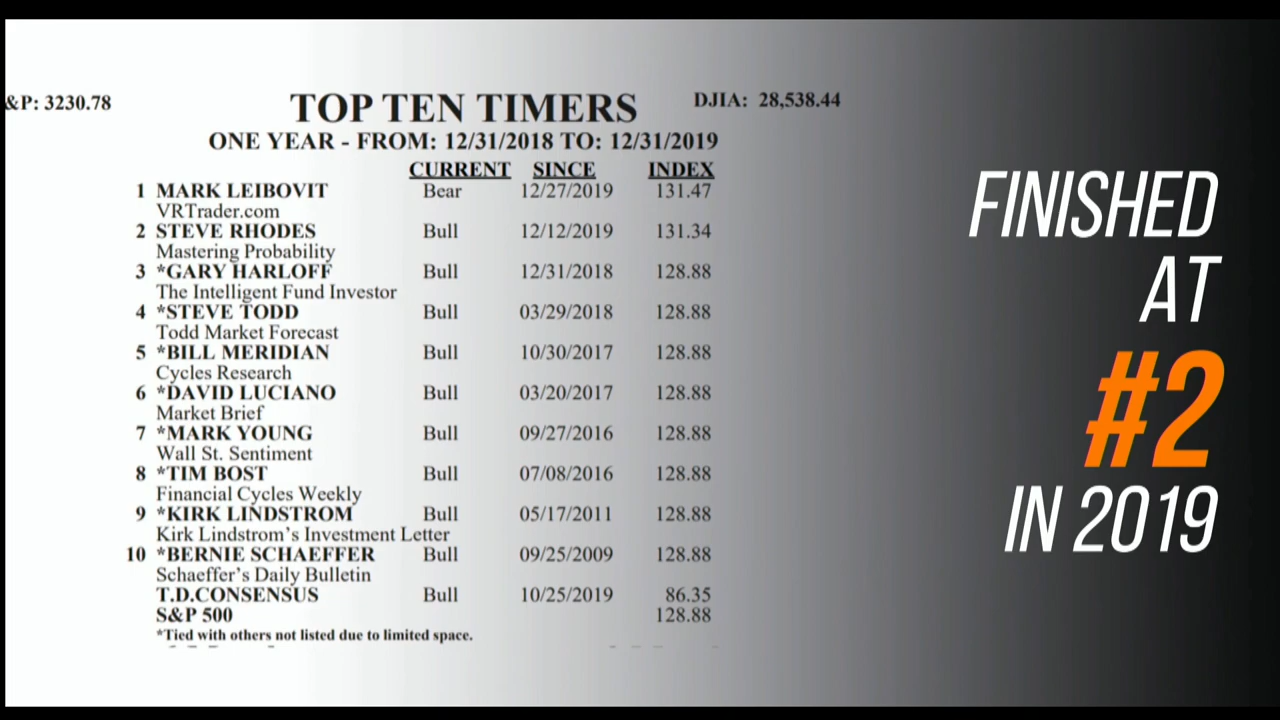 &P: 3230.78
TOP TEN TIMERS
DJIA: 28,538.44
ONE YEAR - FROM: 12/31/2018 TO: 12/31/2019
CURRENT SINCE INDEX
1 MARK LEIBOVIT Bear 12/27/2019 131.47
VRTrader.com
2 STEVE RHODES Bull 12/12/2019 131.34
Mastering Probability
3 *GARY HARLOFF Bull 12/31/2018 128.88
The Intelligent Fund Investor
4 *STEVE TODD Bull 03/29/2018 128.88
Todd Market Forecast
5 *BILL MERIDIAN Bull 10/30/2017 128.88
Cycles Research
6 *DAVID LUCIANO Bull 03/20/2017 128.88
Market Brief
7 *MARK YOUNG Bull 09/27/2016 128.88
Wall St. Sentiment
8 *TIM BOST Bull 07/08/2016 128.88
Financial Cycles Weekly
9 *KIRK LINDSTROM Bull 05/17/2011 128.88
Kirk Lindstrom's Investment Letter
10 *BERNIE SCHAEFFER Bull 09/25/2009 128.88
Schaeffer's Daily Bulletin
T.D.CONSENSUS Bull 10/25/2019 86.35
S&P 500 128.88
*Tied with others not listed due to limited space.
FINISHED
AT
#2
IN 2019